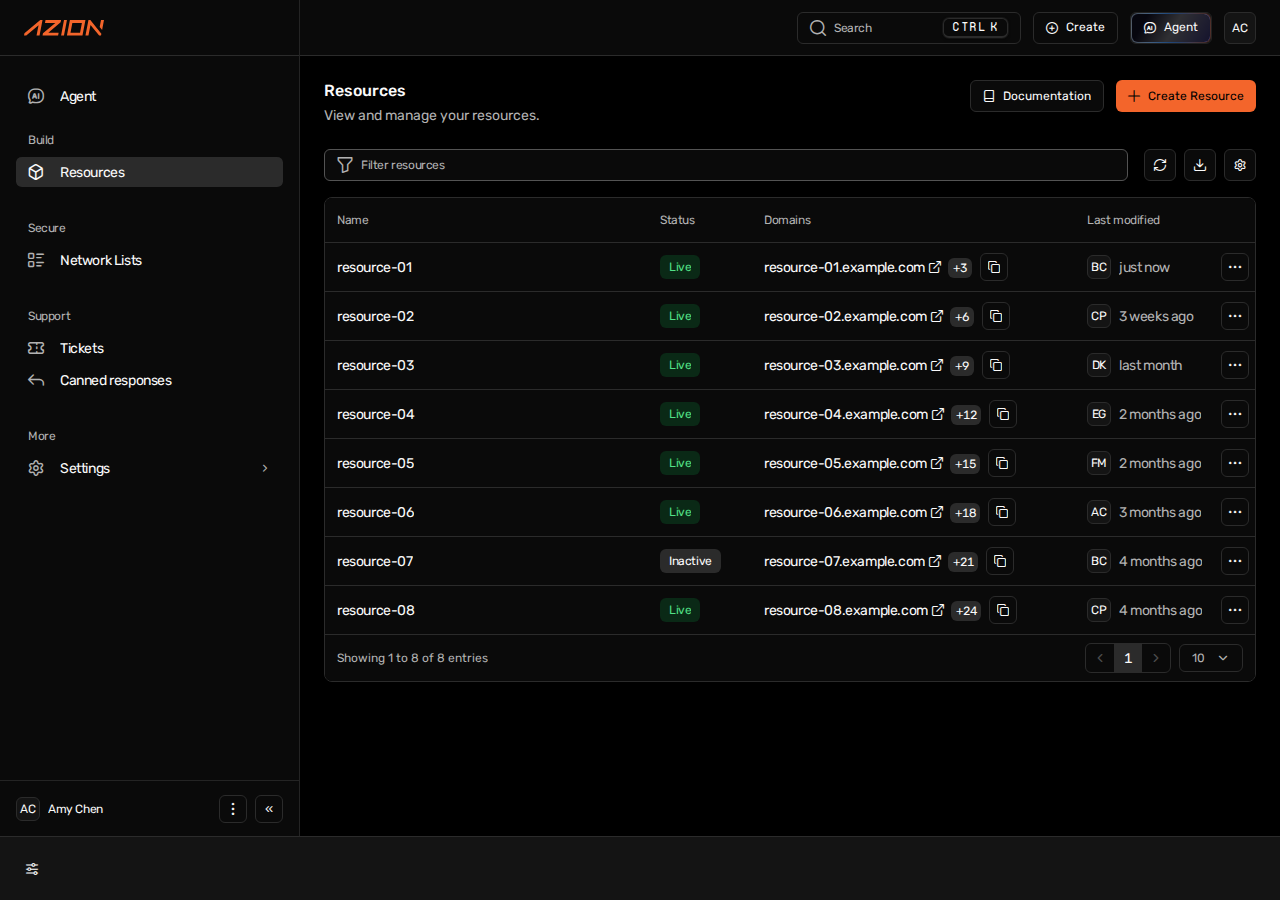 AZION
Search
CTRL K
Create
AI
Agent
AC
AI
Agent
Build
Resources
Secure
Network Lists
Support
Tickets
Canned responses
More
Settings
AC
Amy Chen
Resources
View and manage your resources.
Documentation
Create Resource
Filter resources
Name Status Domains Last modified
resource-01 Live resource-01.example.com +3 BC just now
resource-02 Live resource-02.example.com +6 CP 3 weeks ago
resource-03 Live resource-03.example.com +9 DK last month
resource-04 Live resource-04.example.com +12 EG 2 months ago
resource-05 Live resource-05.example.com +15 FM 2 months ago
resource-06 Live resource-06.example.com +18 AC 3 months ago
resource-07 Inactive resource-07.example.com +21 BC 4 months ago
resource-08 Live resource-08.example.com +24 CP 4 months ago
Showing 1 to 8 of 8 entries
1
10